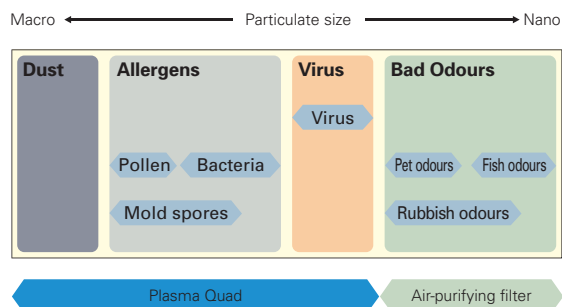 Macro Particulate size Nano
Dust Allergens Virus Bad Odours
Virus
Pollen Bacteria Pet odours Fish odours
Mold spores Rubbish odours
Plasma Quad Air-purifying filter